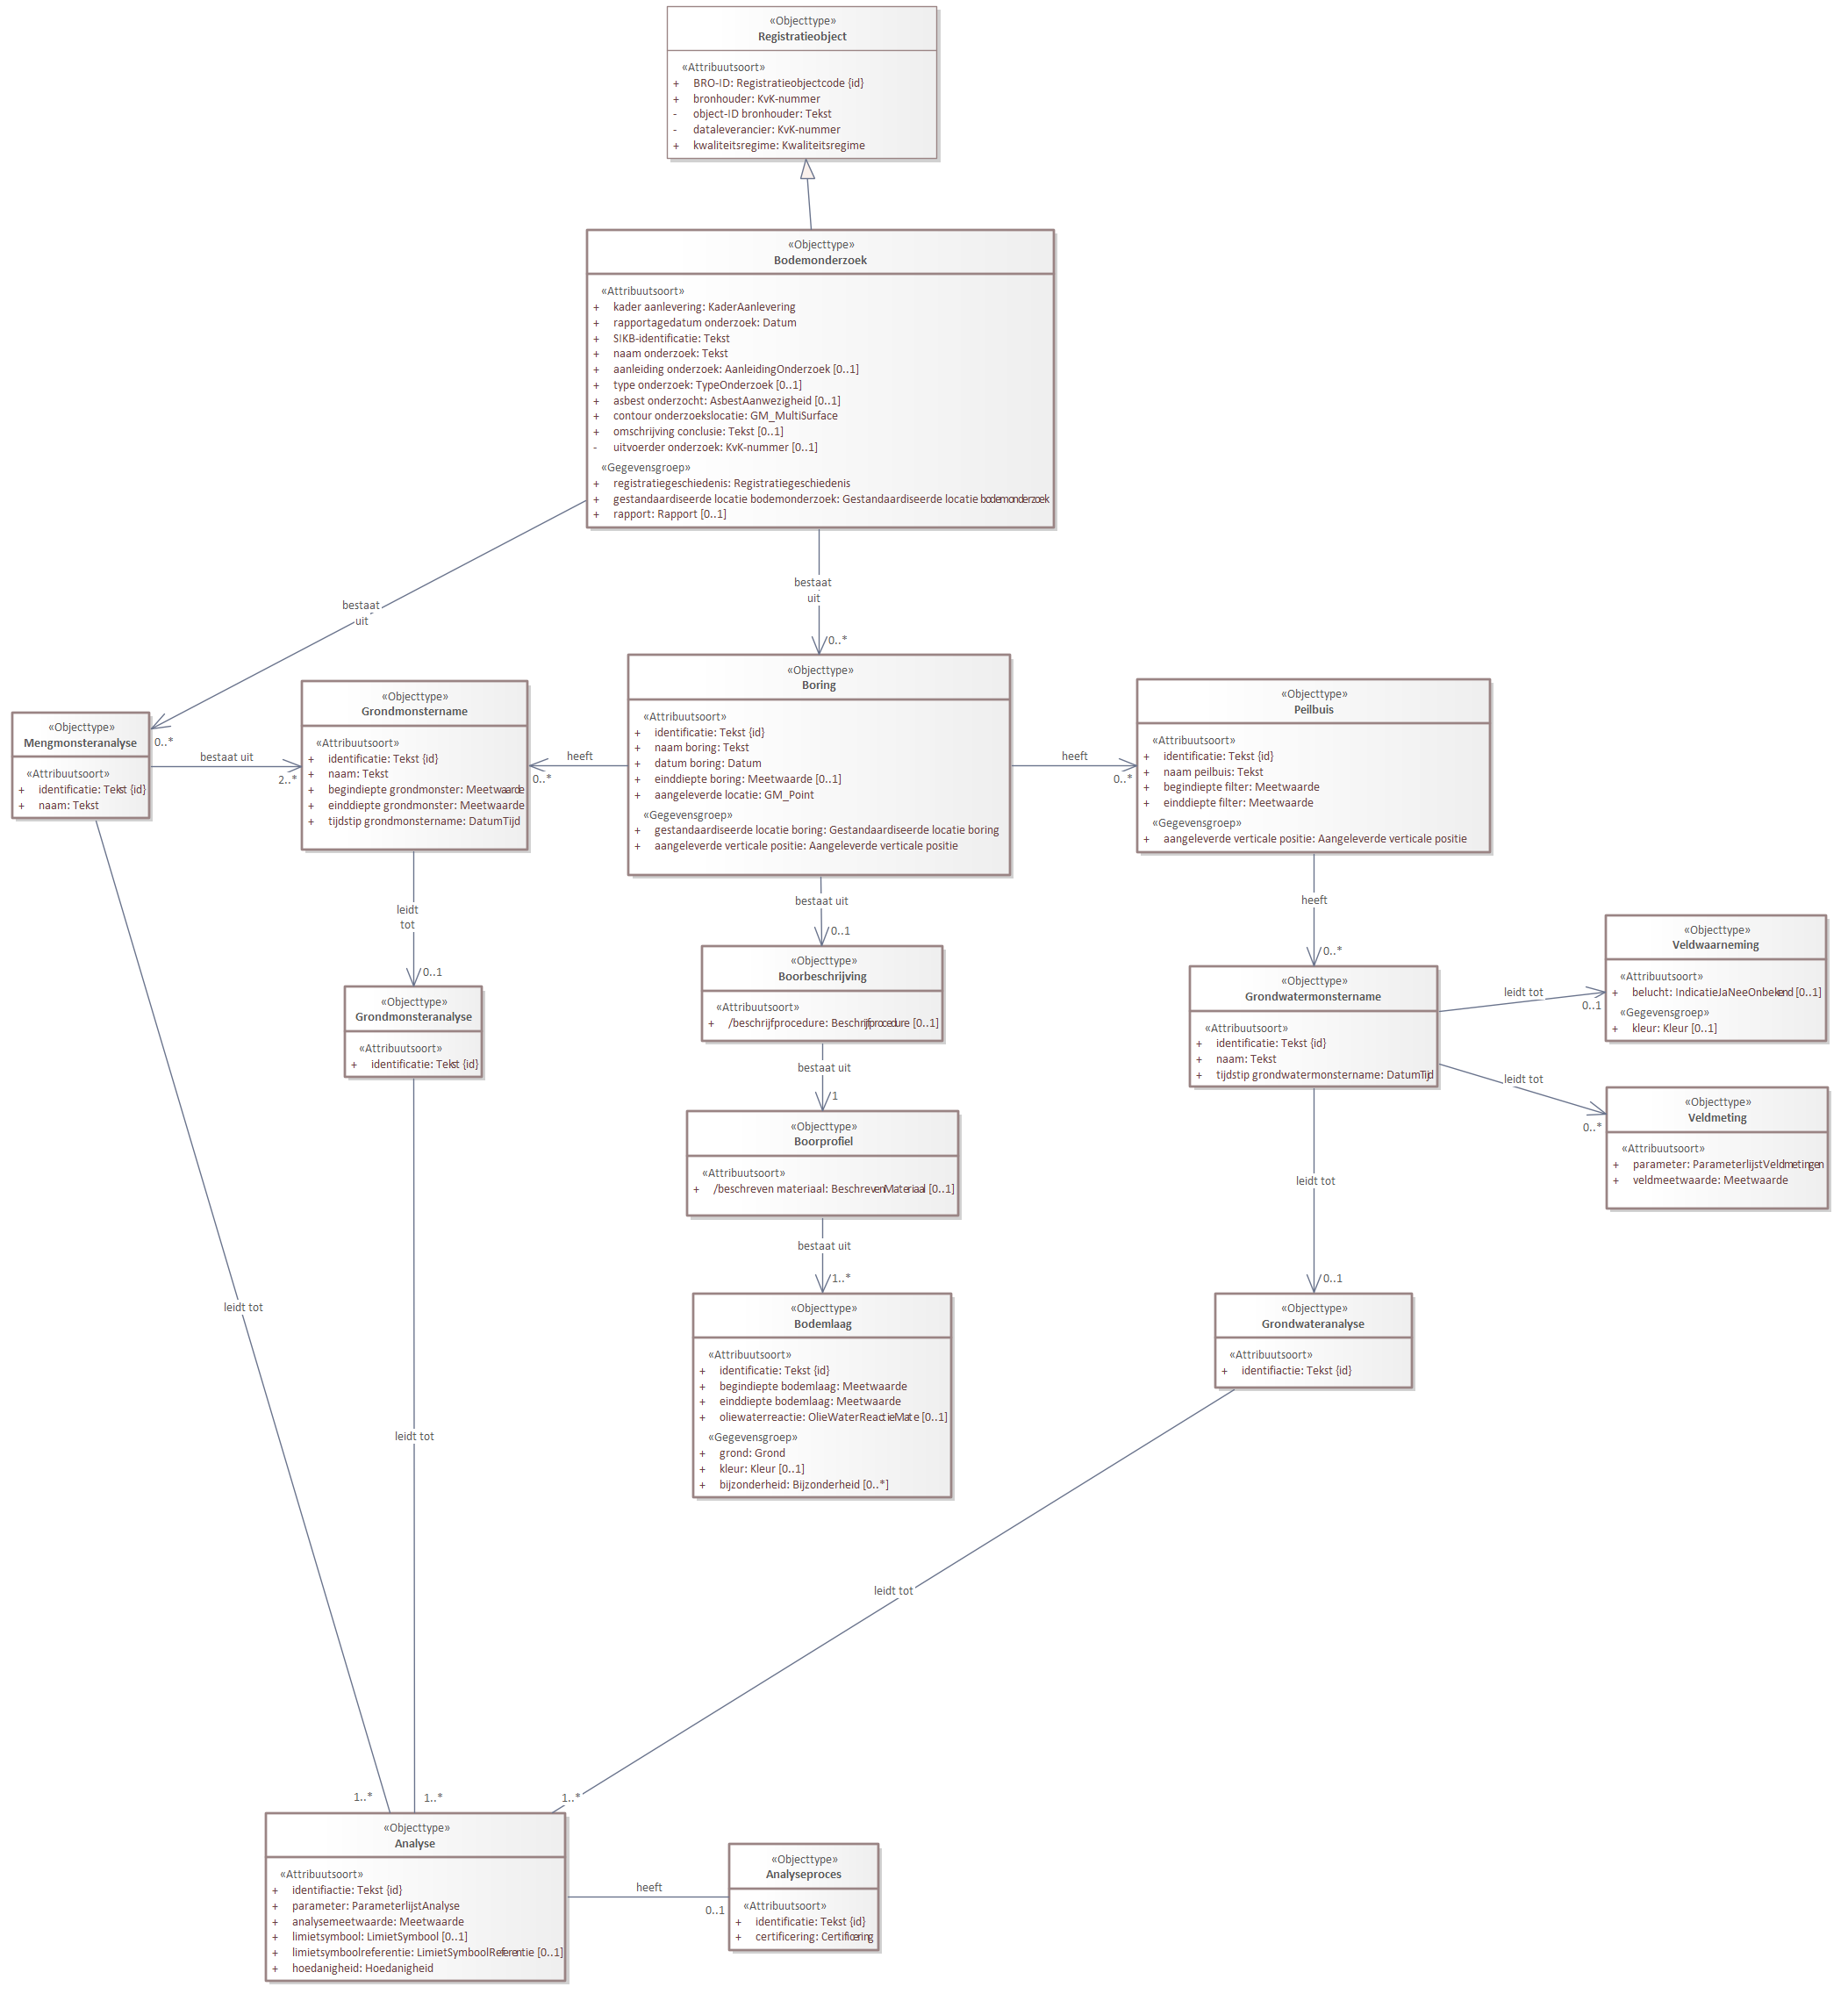 «Objecttype»
Registratieobject
«Attribuutsoort»
+ BRO-ID: Registratieobjectcode {id}
+ bronhouder: KvK-nummer
- object-ID bronhouder: Tekst
- dataleverancier: KvK-nummer
+ kwaliteitsregime: Kwaliteitsregime
«Objecttype»
Bodemonderzoek
«Attribuutsoort»
+ kader aanlevering: KaderAanlevering
+ rapportagedatum onderzoek: Datum
+ SIKB-identificatie: Tekst
+ naam onderzoek: Tekst
+ aanleiding onderzoek: AanleidingOnderzoek [0..1]
+ type onderzoek: TypeOnderzoek [0..1]
+ asbest onderzocht: AsbestAanwezigheid [0..1]
+ contour onderzoekslocatie: GM_MultiSurface
+ omschrijving conclusie: Tekst [0..1]
- uitvoerder onderzoek: KvK-nummer [0..1]
«Gegevensgroep»
+ registratiegeschiedenis: Registratiegeschiedenis
+ gestandaardiseerde locatie bodemonderzoek: Gestandaardiseerde locatie bodemonderzoek
+ rapport: Rapport [0..1]
bestaat
uit
0..*
bestaat
uit
0..*
«Objecttype»
Mengmonsteranalyse
«Attribuutsoort»
+ identificatie: Tekst {id}
+ naam: Tekst
bestaat uit
2..*
«Objecttype»
Grondmonstername
«Attribuutsoort»
+ identificatie: Tekst {id}
+ naam: Tekst
+ begindiepte grondmonster: Meetwaarde
+ einddiepte grondmonster: Meetwaarde
+ tijdstip grondmonstername: DatumTijd
heeft
0..*
«Objecttype»
Boring
«Attribuutsoort»
+ identificatie: Tekst {id}
+ naam boring: Tekst
+ datum boring: Datum
+ einddiepte boring: Meetwaarde [0..1]
+ aangeleverde locatie: GM_Point
«Gegevensgroep»
+ gestandaardiseerde locatie boring: Gestandaardiseerde locatie boring
+ aangeleverde verticale positie: Aangeleverde verticale positie
heeft
0..*
«Objecttype»
Peilbuis
«Attribuutsoort»
+ identificatie: Tekst {id}
+ naam peilbuis: Tekst
+ begindiepte filter: Meetwaarde
+ einddiepte filter: Meetwaarde
«Gegevensgroep»
+ aangeleverde verticale positie: Aangeleverde verticale positie
leidt
tot
0..1
«Objecttype»
Grondmonsteranalyse
«Attribuutsoort»
+ identificatie: Tekst {id}
bestaat uit
0..1
«Objecttype»
Boorbeschrijving
«Attribuutsoort»
+ /beschrijfprocedure: Beschrijfprocedure [0..1]
bestaat uit
1
«Objecttype»
Boorprofiel
«Attribuutsoort»
+ /beschreven materiaal: BeschrevenMateriaal [0..1]
bestaat uit
1..*
«Objecttype»
Bodemlaag
«Attribuutsoort»
+ identificatie: Tekst {id}
+ begindiepte bodemlaag: Meetwaarde
+ einddiepte bodemlaag: Meetwaarde
+ oliewaterreactie: OlieWaterReactieMate [0..1]
«Gegevensgroep»
+ grond: Grond
+ kleur: Kleur [0..1]
+ bijzonderheid: Bijzonderheid [0..*]
heeft
0..*
«Objecttype»
Grondwatermonstername
«Attribuutsoort»
+ identificatie: Tekst {id}
+ naam: Tekst
+ tijdstip grondwatermonstername: DatumTijd
leidt tot
0..1
«Objecttype»
Veldwaarneming
«Attribuutsoort»
+ belucht: IndicatieJaNeeOnbekend [0..1]
«Gegevensgroep»
+ kleur: Kleur [0..1]
leidt tot
0..*
«Objecttype»
Veldmeting
«Attribuutsoort»
+ parameter: ParameterlijstVeldmetingen
+ veldmeetwaarde: Meetwaarde
leidt tot
0..1
«Objecttype»
Grondwateranalyse
«Attribuutsoort»
+ identifiactie: Tekst {id}
leidt tot
leidt tot
leidt tot
1..*
1..*
1..*
«Objecttype»
Analyse
«Attribuutsoort»
+ identifiactie: Tekst {id}
+ parameter: ParameterlijstAnalyse
+ analysemeetwaarde: Meetwaarde
+ limietsymbool: LimietSymbool [0..1]
+ limietsymboolreferentie: LimietSymboolReferentie [0..1]
+ hoedanigheid: Hoedanigheid
heeft
0..1
«Objecttype»
Analyseproces
«Attribuutsoort»
+ identificatie: Tekst {id}
+ certificering: Certificering